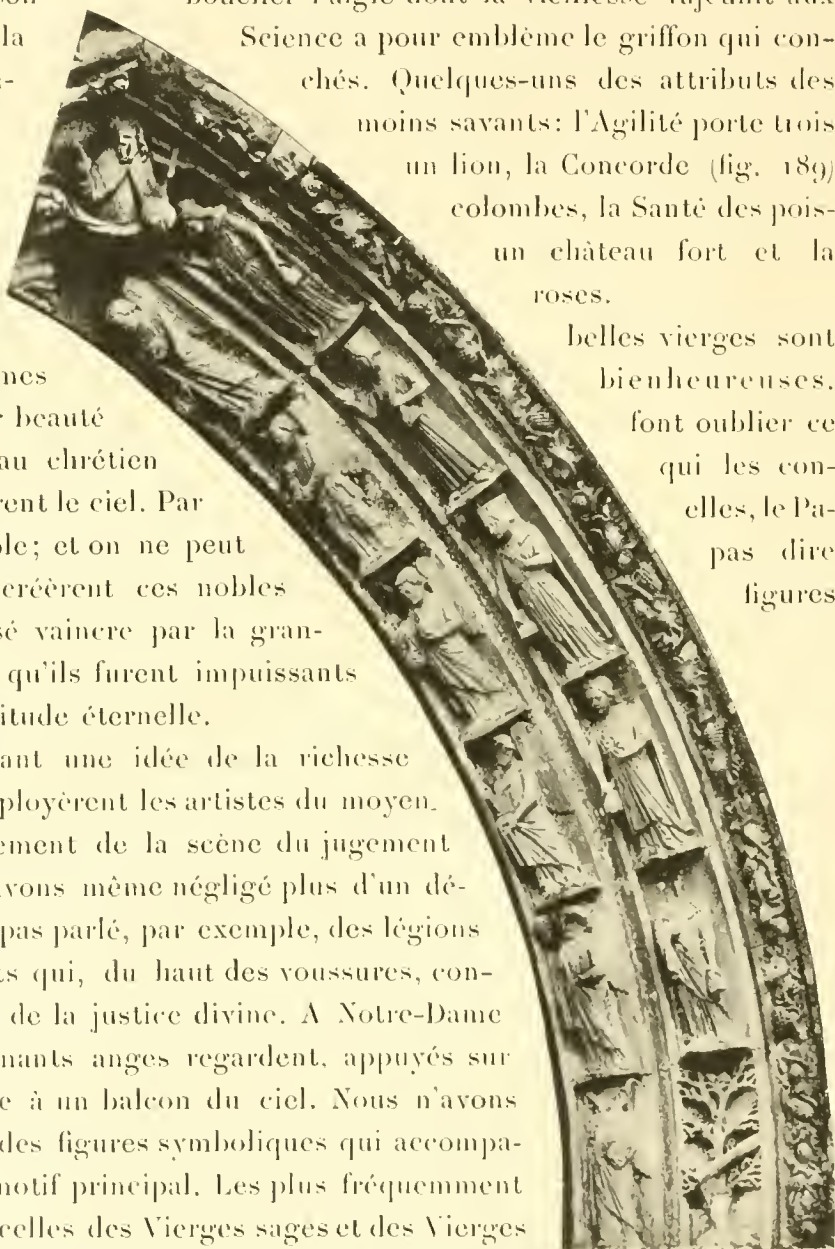 la
Science a pour emblème le griffon qui con-
chés. Quelques-uns des attributs des
moins savants: l'Agilité porte trois
un lion, la Concorde (fig. 189)
colombes, la Santé des pois-
un château fort et la
roses.
belles vierges sont
bienheureuses.
font oublier ce
qui les con-
elles, le Pa-
pas dire
figures
mes
beauté
au chrétien
rent le ciel. Par
ble; et on ne peut
créèrent ces nobles
sé vaincre par la gran-
qu'ils furent impuissants
itude éternelle.
ant une idée de la richesse
ployèrent les artistes du moyen.
ement de la scène du jugement
vons même négligé plus d'un dé-
pas parlé, par exemple, des légions
ts qui, du haut des voussures, con-
de la justice divine. A Notre-Dame
nants anges regardent, appuyés sur
e à un balcon du ciel. Nous n'avons
des figures symboliques qui accompa-
motif principal. Les plus fréquemment
celles des Vierges sages et des Vierges